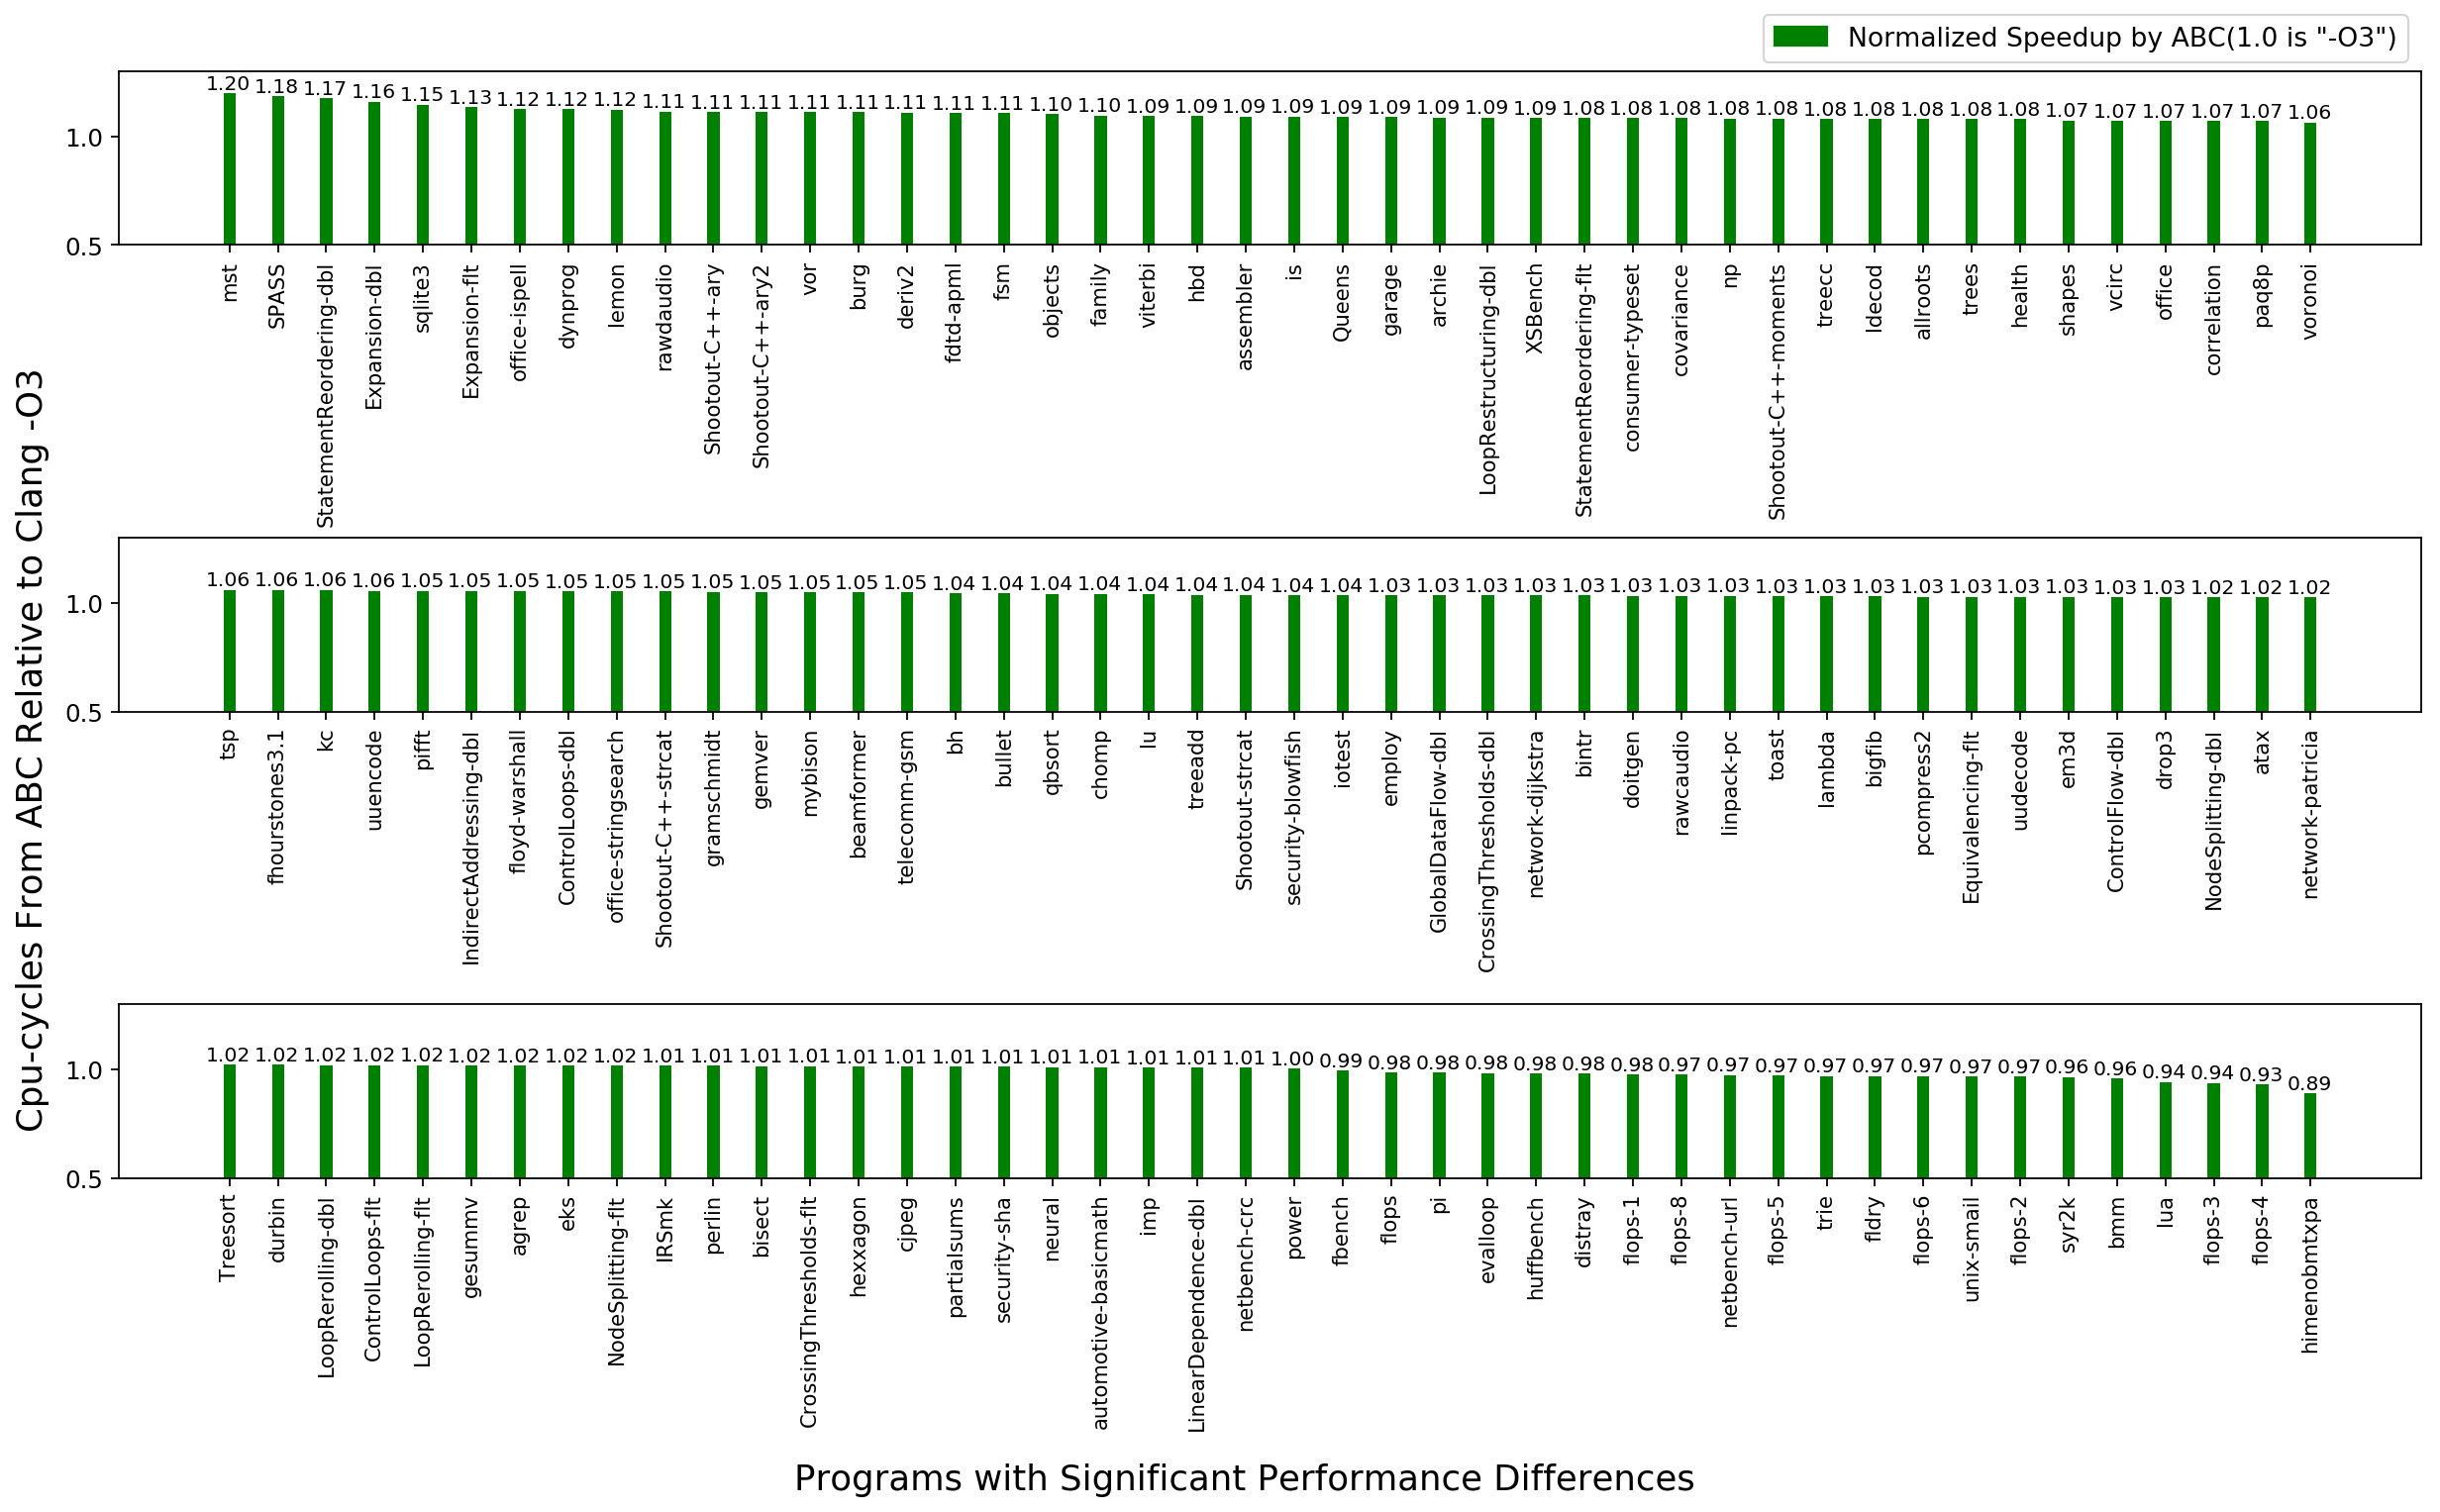 Normalized Speedup by ABC(1.0 is "-O3")
Cpu-cycles From ABC Relative to Clang -O3
1.20 1.18 1.17 1.16 1.15 1.13 1.12 1.12 1.12 1.11 1.11 1.11 1.11 1.11 1.11 1.11 1.11 1.10 1.10 1.09 1.09 1.09 1.09 1.09 1.09 1.09 1.09 1.09 1.08 1.08 1.08 1.08 1.08 1.08 1.08 1.08 1.08 1.08 1.07 1.07 1.07 1.07 1.07 1.06
1.0
0.5
mst
SPASS
StatementReordering-dbl
Expansion-dbl
sqlite3
Expansion-flt
office-ispell
dynprog
lemon
rawdaudio
Shootout-C++-ary
Shootout-C++-ary2
vor
burg
deriv2
fdtd-apml
fsm
objects
family
viterbi
hbd
assembler
is
Queens
garage
archie
LoopRestructuring-dbl
XSBench
StatementReordering-flt
consumer-typeset
covariance
np
Shootout-C++-moments
treecc
ldecod
allroots
trees
health
shapes
vcirc
office
correlation
paq8p
voronoi
1.06 1.06 1.06 1.06 1.05 1.05 1.05 1.05 1.05 1.05 1.05 1.05 1.05 1.05 1.05 1.04 1.04 1.04 1.04 1.04 1.04 1.04 1.04 1.04 1.03 1.03 1.03 1.03 1.03 1.03 1.03 1.03 1.03 1.03 1.03 1.03 1.03 1.03 1.03 1.03 1.03 1.02 1.02 1.02
1.0
0.5
tsp
fhourstones3.1
kc
uuencode
pifft
IndirectAddressing-dbl
floyd-warshall
ControlLoops-dbl
office-stringsearch
Shootout-C++-strcat
gramschmidt
gemver
mybison
beamformer
telecomm-gsm
bh
bullet
qbsort
chomp
lu
treeadd
Shootout-strcat
security-blowfish
iotest
employ
GlobalDataFlow-dbl
CrossingThresholds-dbl
network-dijkstra
bintr
doitgen
rawcaudio
linpack-pc
toast
lambda
bigfib
pcompress2
Equivalencing-flt
uudecode
em3d
ControlFlow-dbl
drop3
NodeSplitting-dbl
atax
network-patricia
1.02 1.02 1.02 1.02 1.02 1.02 1.02 1.02 1.02 1.01 1.01 1.01 1.01 1.01 1.01 1.01 1.01 1.01 1.01 1.01 1.01 1.01 1.00 0.99 0.98 0.98 0.98 0.98 0.98 0.98 0.97 0.97 0.97 0.97 0.97 0.97 0.97 0.97 0.96 0.96 0.94 0.94 0.93 0.89
1.0
0.5
Treesort
durbin
LoopRerolling-dbl
ControlLoops-flt
LoopRerolling-flt
gesummv
agrep
eks
NodeSplitting-flt
IRSmk
perlin
bisect
CrossingThresholds-flt
hexxagon
cjpeg
partialsums
security-sha
neural
automotive-basicmath
imp
LinearDependence-dbl
netbench-crc
power
fbench
flops
pi
evalloop
huffbench
distray
flops-1
flops-8
netbench-url
flops-5
trie
fldry
flops-6
unix-smail
flops-2
syr2k
bmm
lua
flops-3
flops-4
himenobmtxpa
Programs with Significant Performance Differences